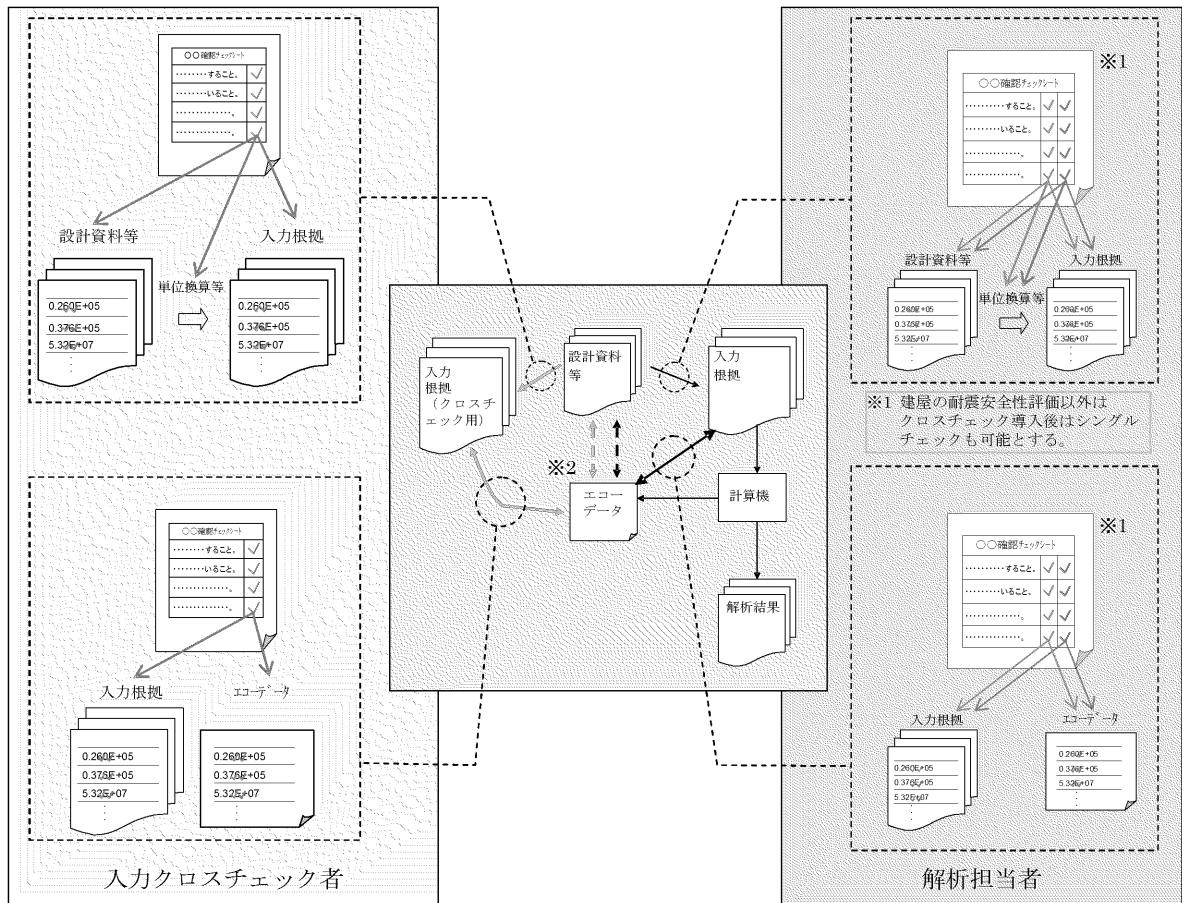 ○○確認チェックシート
・・・・・・・・すること。
・・・・・・・・いること。
・・・・・・・・・・・・・。
・・・・・・・・・・・・・。
設計資料等
入力根拠
単位換算等
0.260E+05
0.376E+05
5.32E+07
0.260E+05
0.376E+05
5.32E+07
○○確認チェックシート
・・・・・・・・すること。
・・・・・・・・いること。
・・・・・・・・・・・・・。
・・・・・・・・・・・・・。
入力根拠
エコーデータ
0.260E+05
0.376E+05
5.32E+07
0.260E+05
0.376E+05
5.32E+07
入力クロスチェック者
入力
根拠
(クロスチ
ェック用)
設計資料
等
入力
根拠
※2
エコー
データ
計算機
解析結果
※1
○○確認チェックシート
・・・・・・・・・すること。
・・・・・・・・・いること。
・・・・・・・・・・・・・。
・・・・・・・・・・・・・。
設計資料等
入力根拠
単位換算等
0.260E+05
0.376E+05
5.32E+07
0.260E+05
0.376E+05
5.32E+07
※1 建屋の耐震安全性評価以外は
クロスチェック導入後はシングル
チェックも可能とする。
※1
○○確認チェックシート
・・・・・・・・・すること。
・・・・・・・・・いること。
・・・・・・・・・・・・・。
・・・・・・・・・・・・・。
入力根拠
エコーデータ
0.260E+05
0.376E+05
5.32E+07
0.260E+05
0.376E+05
5.32E+07
解析担当者